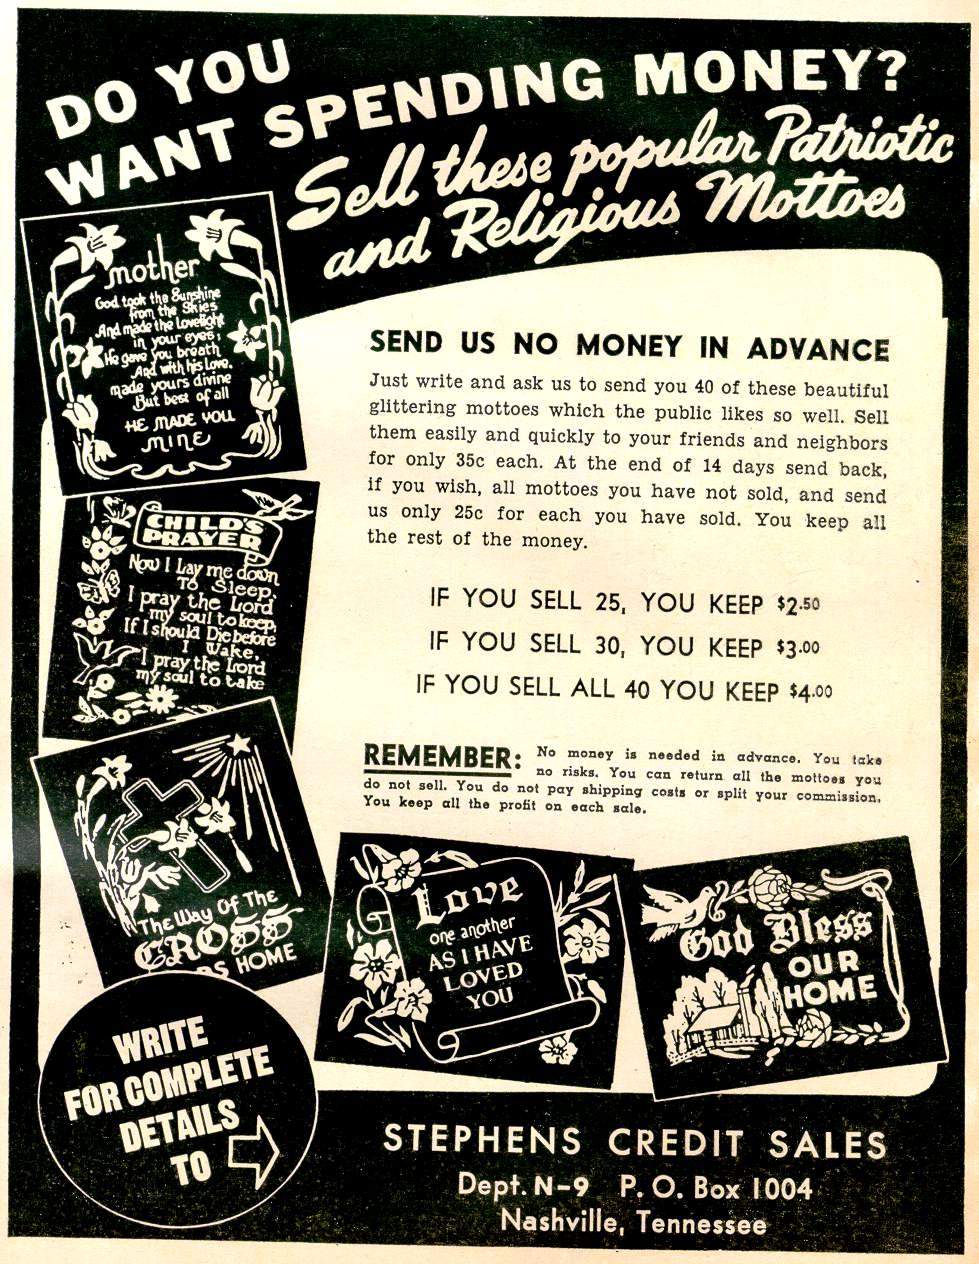 DO YOU
WANT SPENDING MONEY?
Sell these popular Patriotic
and Religious Mottoes
mother
God took the Sunshine
from the Skies
And made the Lovelight
in your eyes;
He gave you breath
And with his Love.
made yours divine
But best of all
HE MADE YOU
MINE
CHILD'S
PRAYER
Now I Lay me down
To Sleep,
I pray the Lord
my soul to keep,
If I should Die before
I Wake,
I pray the Lord
my soul to take
The Way Of The
CROSS
DS HOME
SEND US NO MONEY IN ADVANCE
Just write and ask us to send you 40 of these beautiful
glittering mottoes which the public likes so well. Sell
them easily and quickly to your friends and neighbors
for only 35c each. At the end of 14 days send back,
if you wish, all mottoes you have not sold, and send
us only 25c for each you have sold. You keep all
the rest of the money.
IF YOU SELL 25, YOU KEEP $2.50
IF YOU SELL 30, YOU KEEP $3.00
IF YOU SELL ALL 40 YOU KEEP $4.00
REMEMBER: No money is needed in advance. You take
no risks. You can return all the mottoes you
do not sell. You do not pay shipping costs or split your commission.
You keep all the profit on each sale.
Love
one another
AS I HAVE
LOVED
YOU
God Bless
OUR
HOME
WRITE
FOR COMPLETE
DETAILS
TO
STEPHENS CREDIT SALES
Dept. N-9 P. O. Box 1004
Nashville, Tennessee